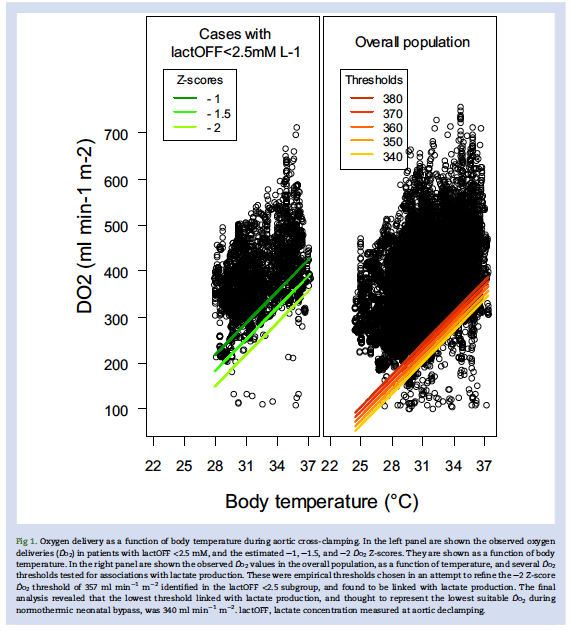 Cases with
lactOFF<2.5mM L-1
Overall population
Z-scores
- 1
- 1.5
- 2
Thresholds
380
370
360
350
340
DO2 (ml min-1 m-2)
700
600
500
400
300
200
100
22 25 28 31 34 37 22 25 28 31 34 37
Body temperature (°C)
Fig 1. Oxygen delivery as a function of body temperature during aortic cross-clamping. In the left panel are shown the observed oxygen
deliveries (ḊO₂) in patients with lactOFF <2.5 mM, and the estimated −1, −1.5, and −2 ḊO₂ Z-scores. They are shown as a function of body
temperature. In the right panel are shown the observed ḊO₂ values in the overall population, as a function of temperature, and several ḊO₂
thresholds tested for associations with lactate production. These were empirical thresholds chosen in an attempt to refine the −2 Z-score
ḊO₂ threshold of 357 ml min⁻¹ m⁻² identified in the lactOFF <2.5 subgroup, and found to be linked with lactate production. The final
analysis revealed that the lowest threshold linked with lactate production, and thought to represent the lowest suitable ḊO₂ during
normothermic neonatal bypass, was 340 ml min⁻¹ m⁻². lactOFF, lactate concentration measured at aortic declamping.